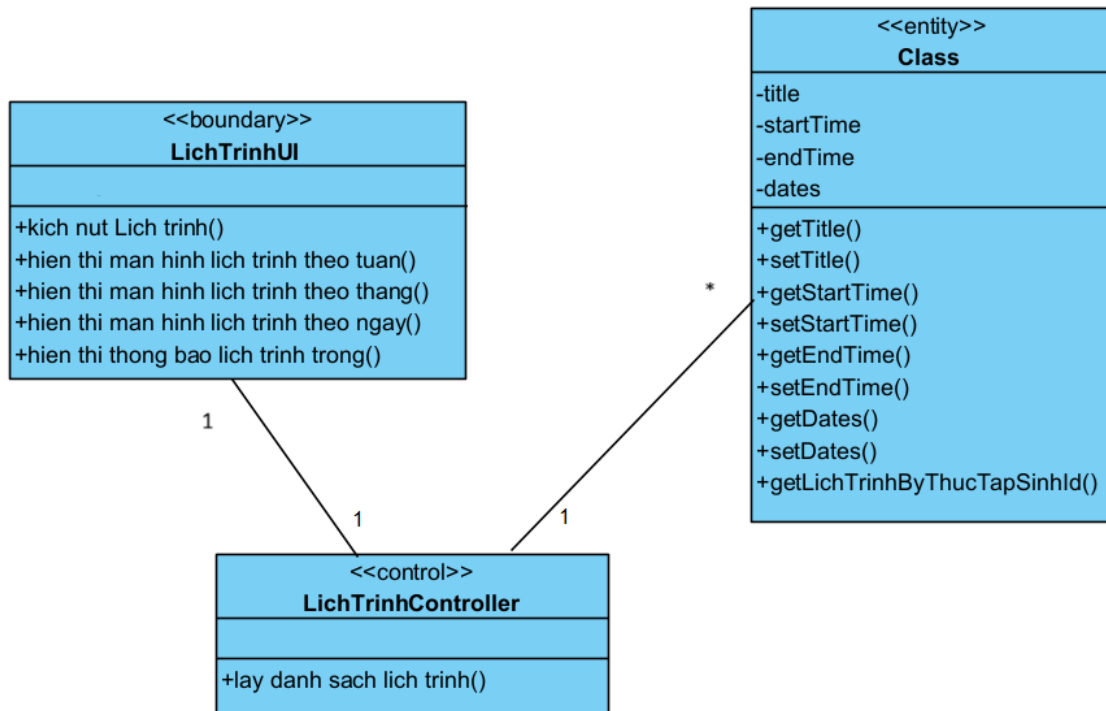 <<boundary>>
LichTrinhUI
+kich nut Lich trinh()
+hien thi man hinh lich trinh theo tuan()
+hien thi man hinh lich trinh theo thang()
+hien thi man hinh lich trinh theo ngay()
+hien thi thong bao lich trinh trong()
1
1
<<entity>>
Class
-title
-startTime
-endTime
-dates
+getTitle()
+setTitle()
+getStartTime()
+setStartTime()
+getEndTime()
+setEndTime()
+getDates()
+setDates()
+getLichTrinhByThucTapSinhId()
*
1
<<control>>
LichTrinhController
+lay danh sach lich trinh()